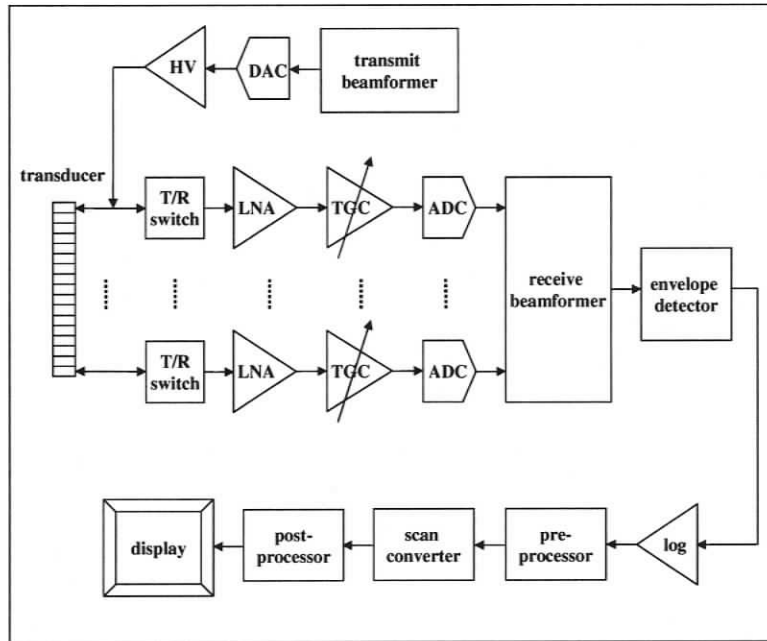 HV
DAC
transmit
beamformer
transducer
T/R
switch
LNA
TGC
ADC
receive
beamformer
envelope
detector
T/R
switch
LNA
TGC
ADC
display
post-
processor
scan
converter
pre-
processor
log